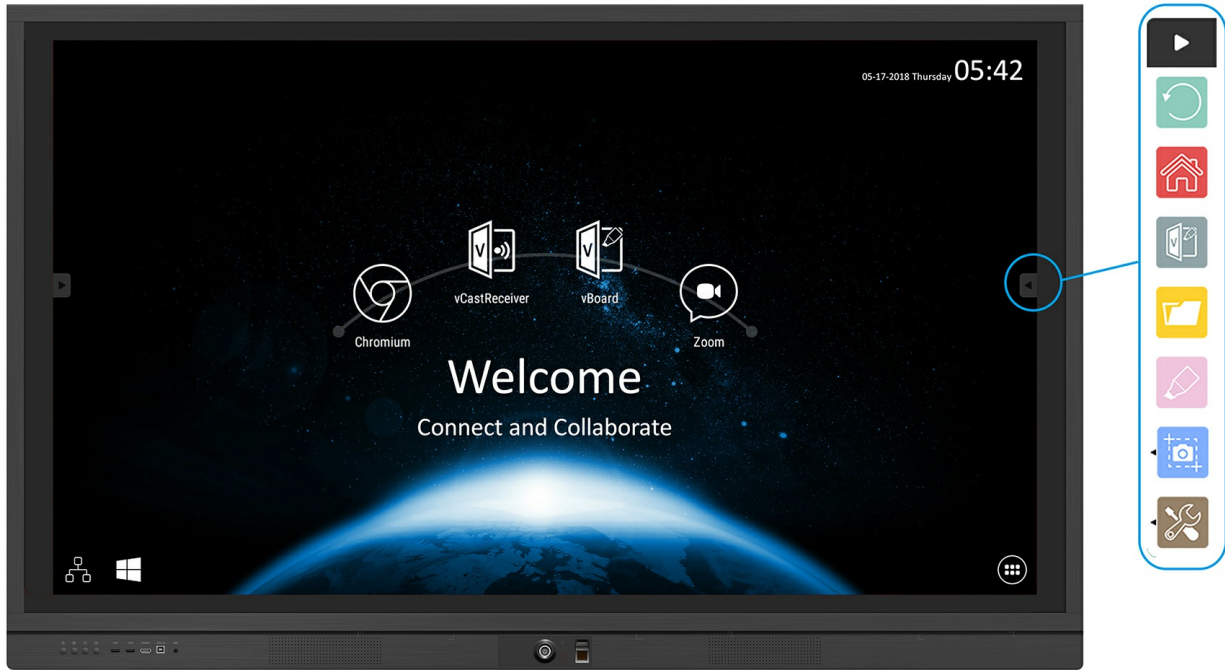 05-17-2018 Thursday 05:42
V
V
vCastReceiver
vBoard
Chromium
Zoom
Welcome
Connect and Collaborate
V